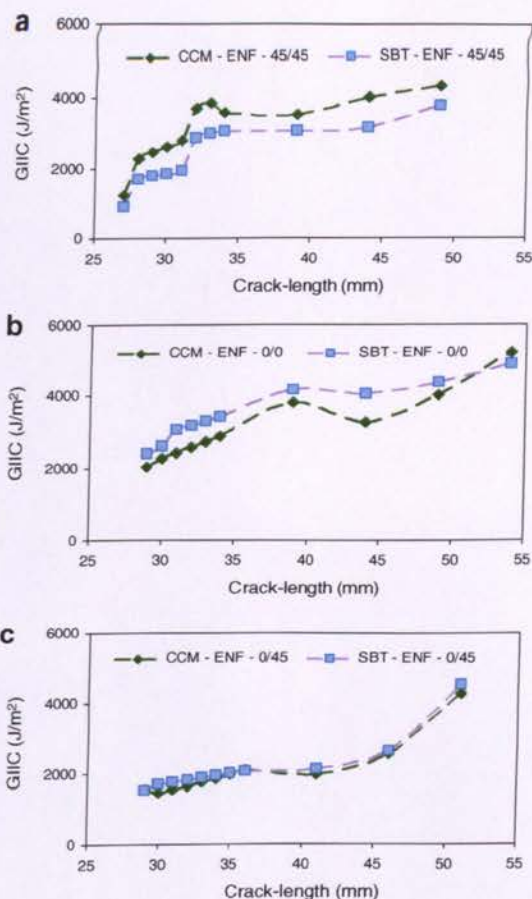 a
6000
4000
2000
0
GIIC (J/m²)
CCM - ENF - 45/45
SBT - ENF - 45/45
25 30 35 40 45 50 55
Crack-length (mm)
b
6000
4000
2000
0
GIIC (J/m²)
CCM - ENF - 0/0
SBT - ENF - 0/0
25 30 35 40 45 50 55
Crack-length (mm)
c
6000
4000
2000
0
GIIC (J/m²)
CCM - ENF - 0/45
SBT - ENF - 0/45
25 30 35 40 45 50 55
Crack-length (mm)